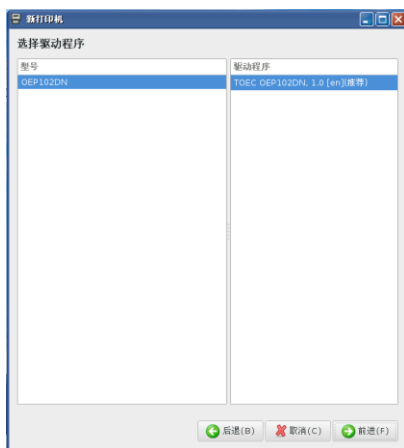 新打印机
选择驱动程序
型号
OEP102DN
驱动程序
TOEC OEP102DN, 1.0 [en](推荐)
后退(B) 取消(C) 前进(F)